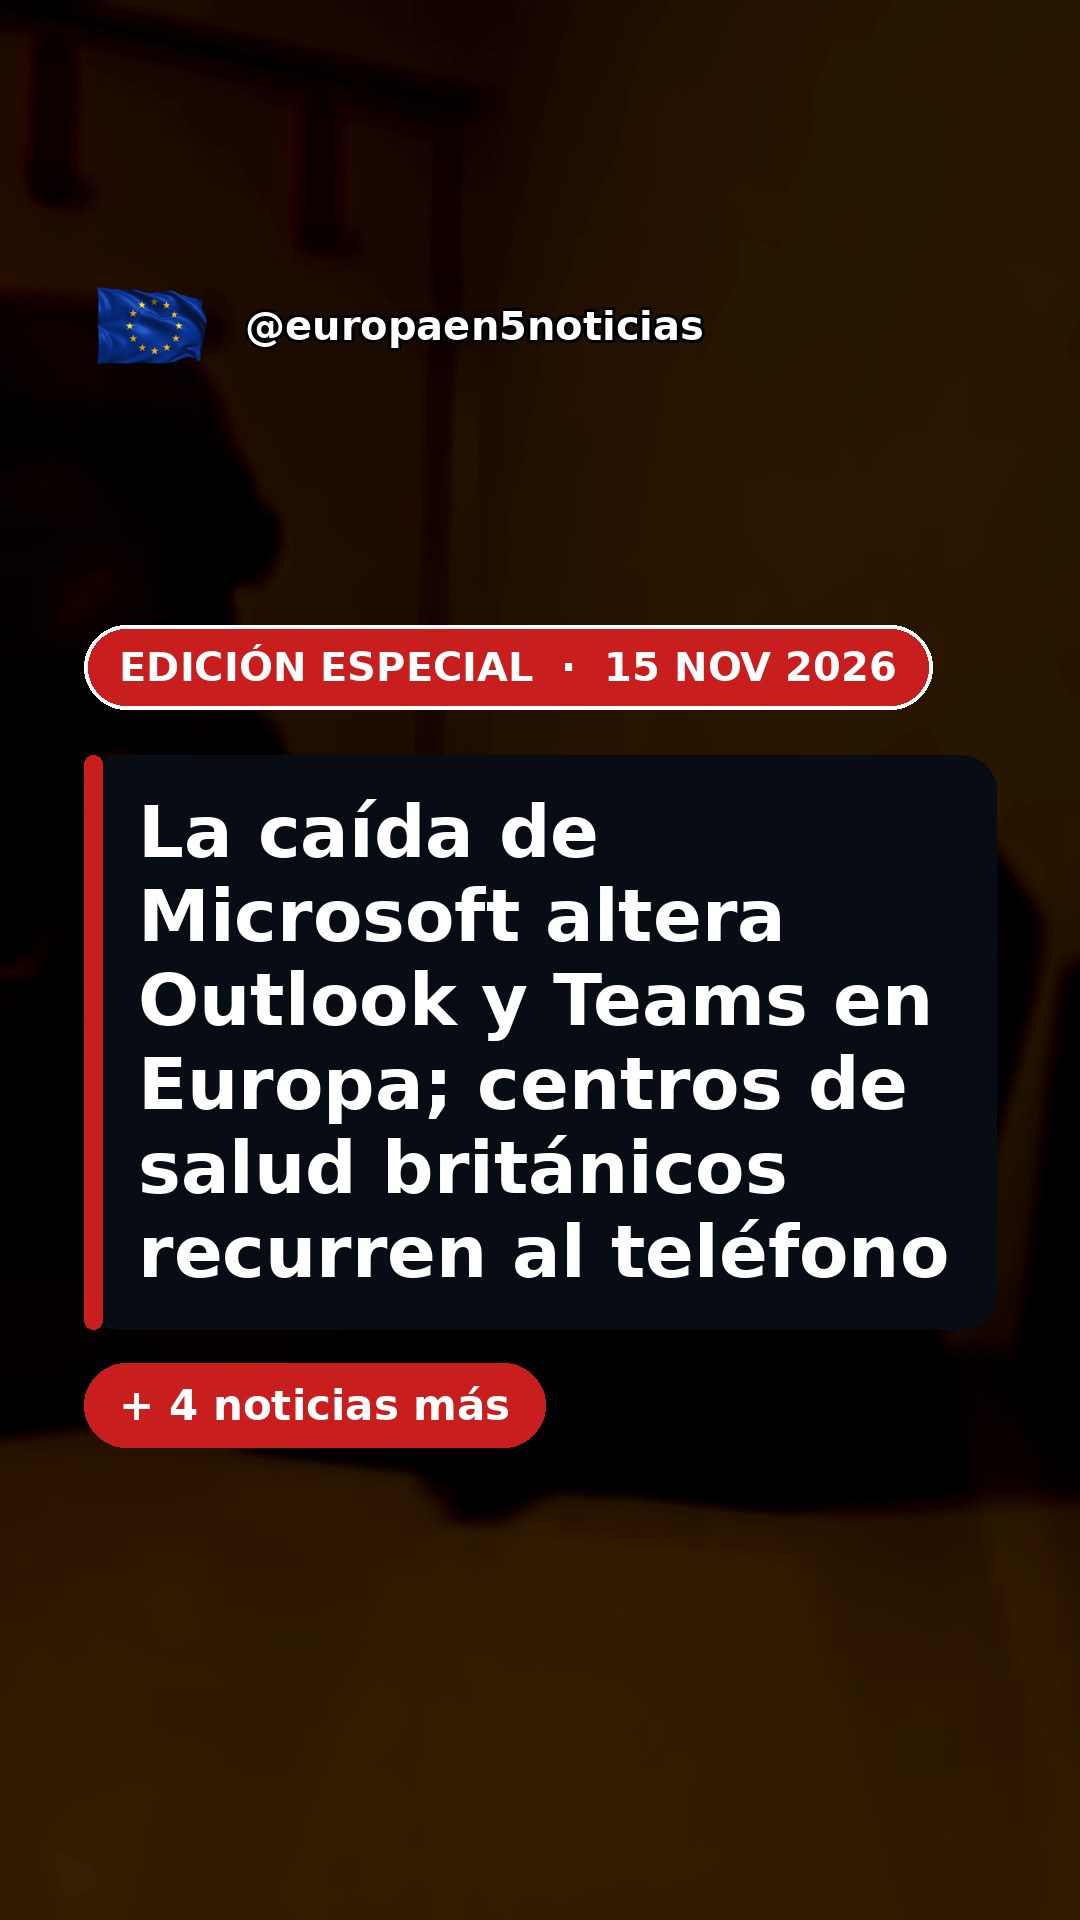 @europaen5noticias
EDICIÓN ESPECIAL · 15 NOV 2026
La caída de
Microsoft altera
Outlook y Teams en
Europa; centros de
salud británicos
recurren al teléfono
+ 4 noticias más